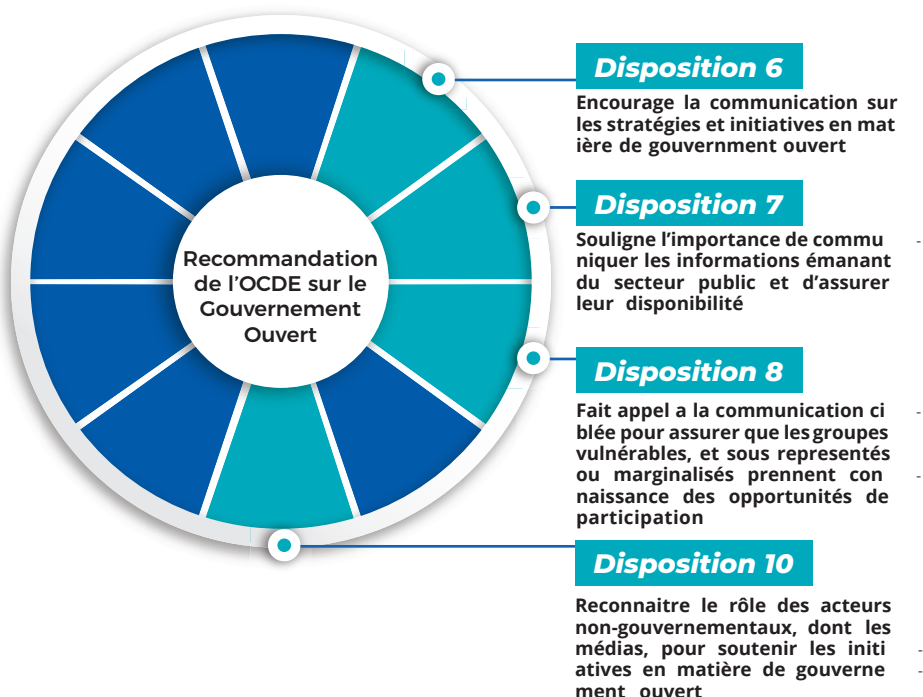 Recommandation
de l'OCDE sur le
Gouvernement
Ouvert
Disposition 6
Encourage la communication sur
les stratégies et initiatives en mat
ière de gouvernment ouvert
Disposition 7
Souligne l'importance de commu -
niquer les informations émanant
du secteur public et d'assurer
leur disponibilité
Disposition 8
Fait appel a la communication ci -
blée pour assurer que les groupes
vulnérables, et sous representés
ou marginalisés prennent con -
naissance des opportunités de
participation
Disposition 10
Reconnaitre le rôle des acteurs
non-gouvernementaux, dont les
médias, pour soutenir les initi -
atives en matière de gouverne -
ment ouvert